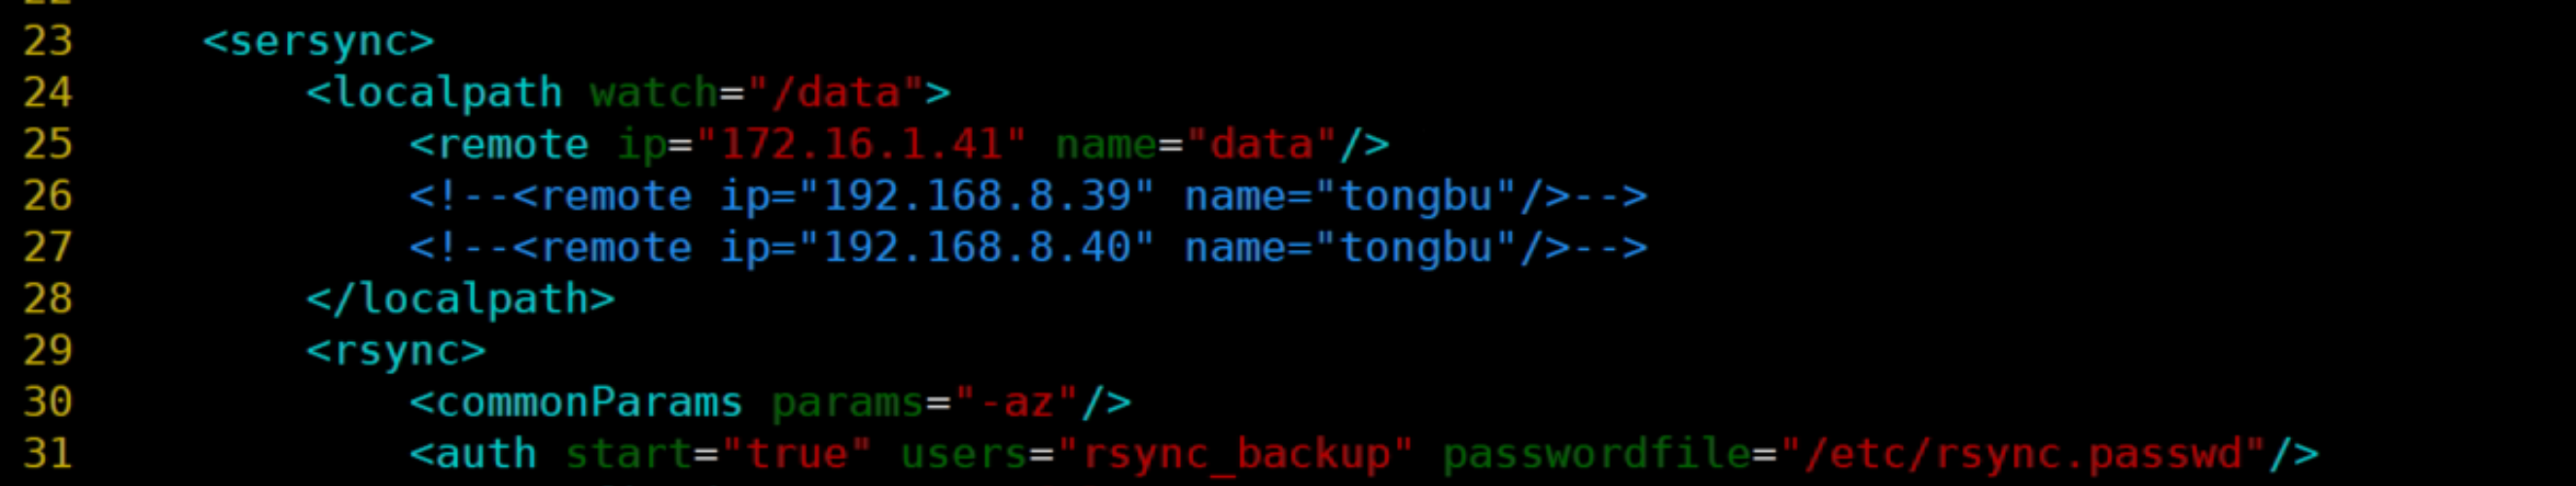 23     <sersync>
24         <localpath watch="/data">
25             <remote ip="172.16.1.41" name="data"/>
26             <!--<remote ip="192.168.8.39" name="tongbu"/>-->
27             <!--<remote ip="192.168.8.40" name="tongbu"/>-->
28         </localpath>
29         <rsync>
30             <commonParams params="-az"/>
31             <auth start="true" users="rsync_backup" passwordfile="/etc/rsync.passwd"/>